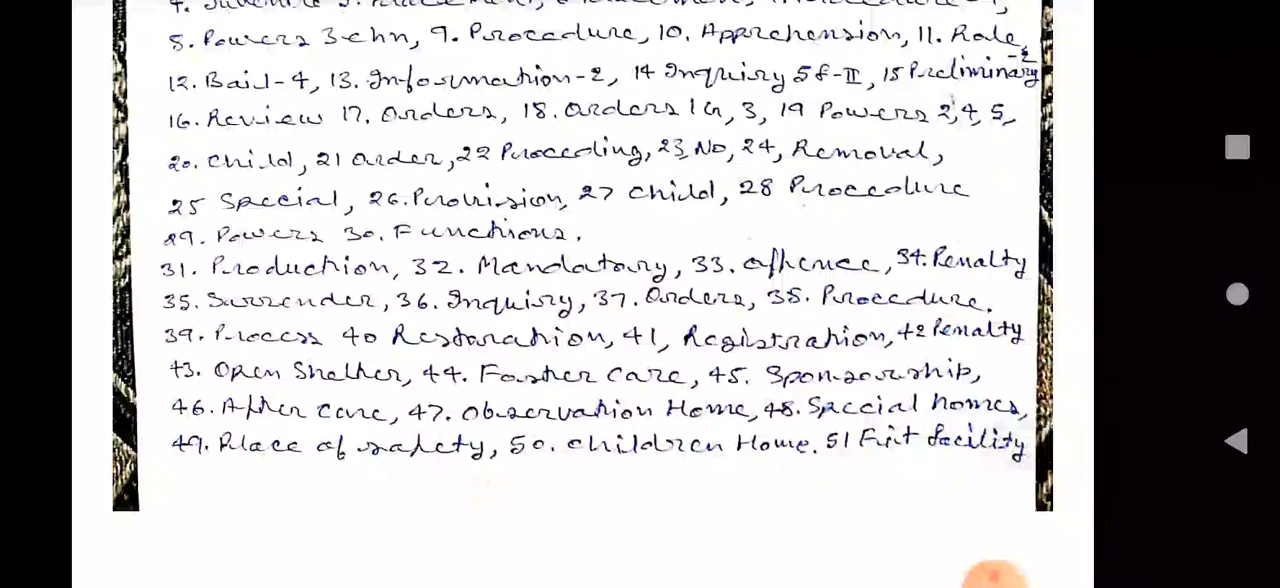 5. Powers 3chn, 9. Procedure, 10. Apprehension, 11. Role,
12. Bail-4, 13. Information-2, 14 Inquiry 5f-II, 15 Preliminary -2
16. Review 17. Orders, 18. Orders 1G, 3, 19 Powers 2,4, 5,
20. Child, 21 Order, 22 Proceeding, 23, No, 24, Removal,
25 Special, 26. Provision, 27 Child, 28 Procedure
29. Powers 30. Functions.
31. Production, 32. Mandatory, 33. offence, 34. Penalty
35. Surrender, 36. Inquiry, 37. Orders, 38. Procedure.
39. Process 40 Restoration, 41, Registration, 42 Penalty
43. Open Shelter, 44. Foster Care, 45. Sponsorship,
46. After care, 47. Observation Home, 48. Special homes,
49. Place of safety, 50. Children Home. 51 Fit facility